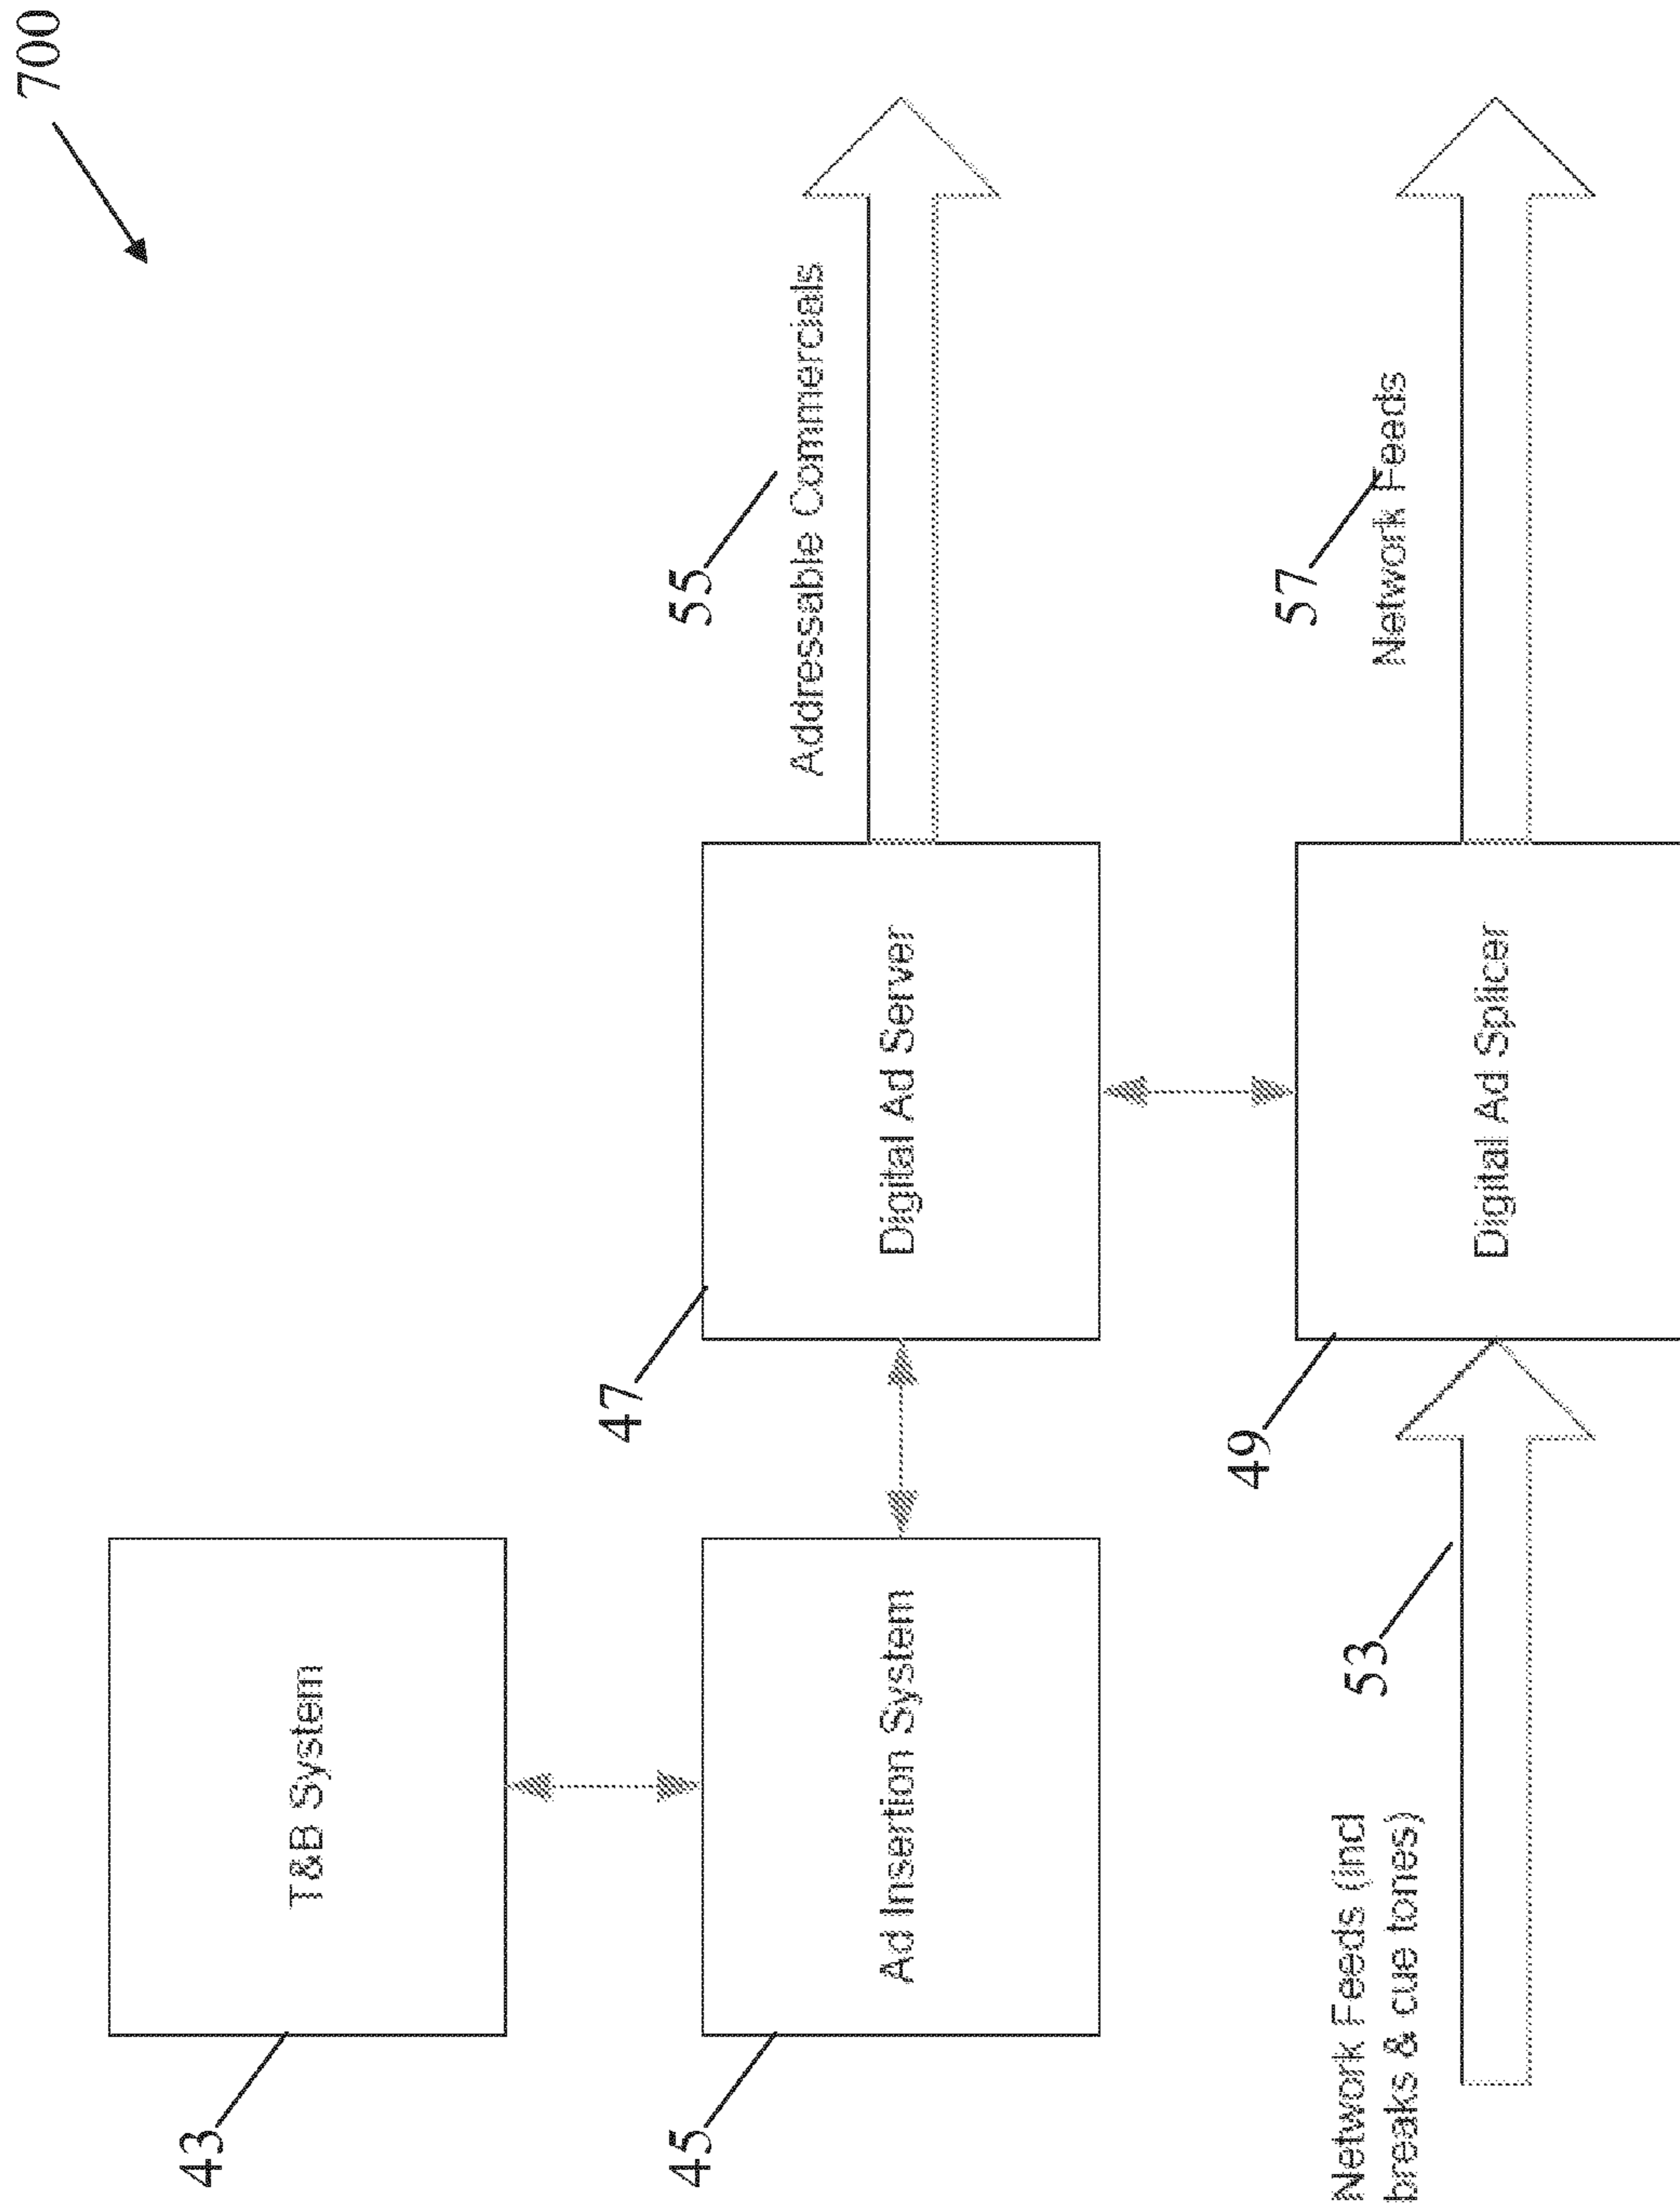 700
43
T&B System
45
Ad Insertion System
47
Digital Ad Server
55
Addressable Commercials
53
Network Feeds (incl
breaks & cue tones)
49
Digital Ad Splicer
57
Network Feeds